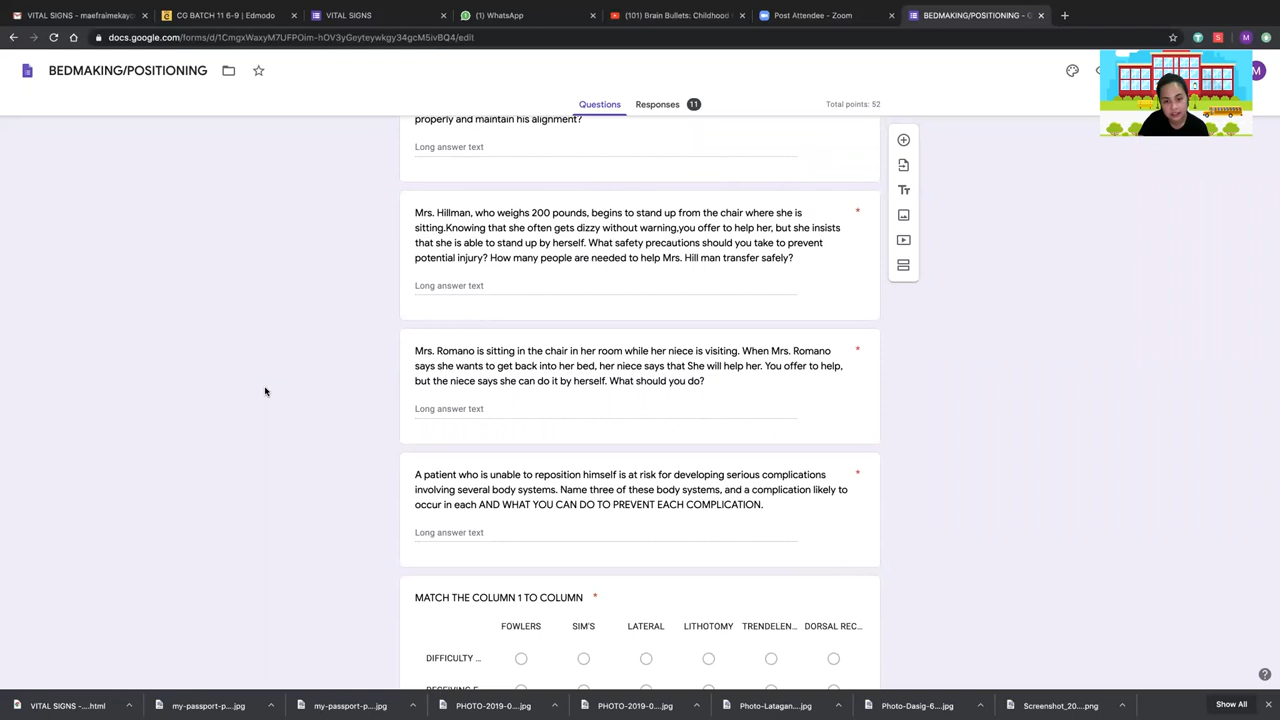 VITAL SIGNS - maefraimekayo
CG BATCH 11 6-9 | Edmodo
VITAL SIGNS
(1) WhatsApp
(101) Brain Bullets: Childhood
Post Attendee - Zoom
BEDMAKING/POSITIONING -
docs.google.com/forms/d/1CmgxWaxyM7UFPOim-hOV3yGeyteywkgy34gcM5ivBQ4/edit
BEDMAKING/POSITIONING
Questions
Responses 11
Total points: 52
properly and maintain his alignment?
Long answer text
Mrs. Hillman, who weighs 200 pounds, begins to stand up from the chair where she is *
sitting.Knowing that she often gets dizzy without warning,you offer to help her, but she insists
that she is able to stand up by herself. What safety precautions should you take to prevent
potential injury? How many people are needed to help Mrs. Hill man transfer safely?
Long answer text
Mrs. Romano is sitting in the chair in her room while her niece is visiting. When Mrs. Romano *
says she wants to get back into her bed, her niece says that She will help her. You offer to help,
but the niece says she can do it by herself. What should you do?
Long answer text
A patient who is unable to reposition himself is at risk for developing serious complications *
involving several body systems. Name three of these body systems, and a complication likely to
occur in each AND WHAT YOU CAN DO TO PREVENT EACH COMPLICATION.
Long answer text
MATCH THE COLUMN 1 TO COLUMN *
FOWLERS SIM'S LATERAL LITHOTOMY TRENDELEN... DORSAL REC...
DIFFICULTY ...
VITAL SIGNS -....html
my-passport-p....jpg
my-passport-p....jpg
PHOTO-2019-0....jpg
PHOTO-2019-0....jpg
Photo-Latagan....jpg
Photo-Dasig-6....jpg
Screenshot_20....png
Show All